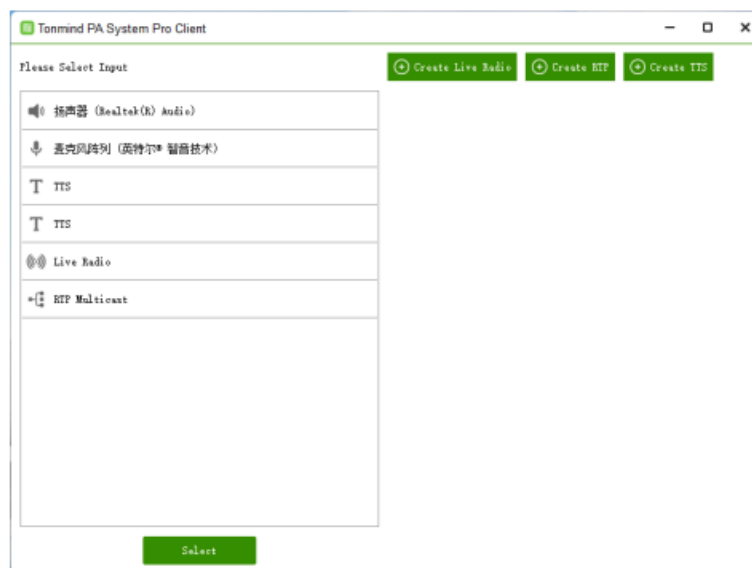 Tonmind PA System Pro Client
Please Select Input
Create Live Radio
Create RTP
Create TTS
扬声器 (Realtek(R) Audio)
麦克风阵列 (英特尔® 智音技术)
TTS
TTS
Live Radio
RTP Multicast
Select